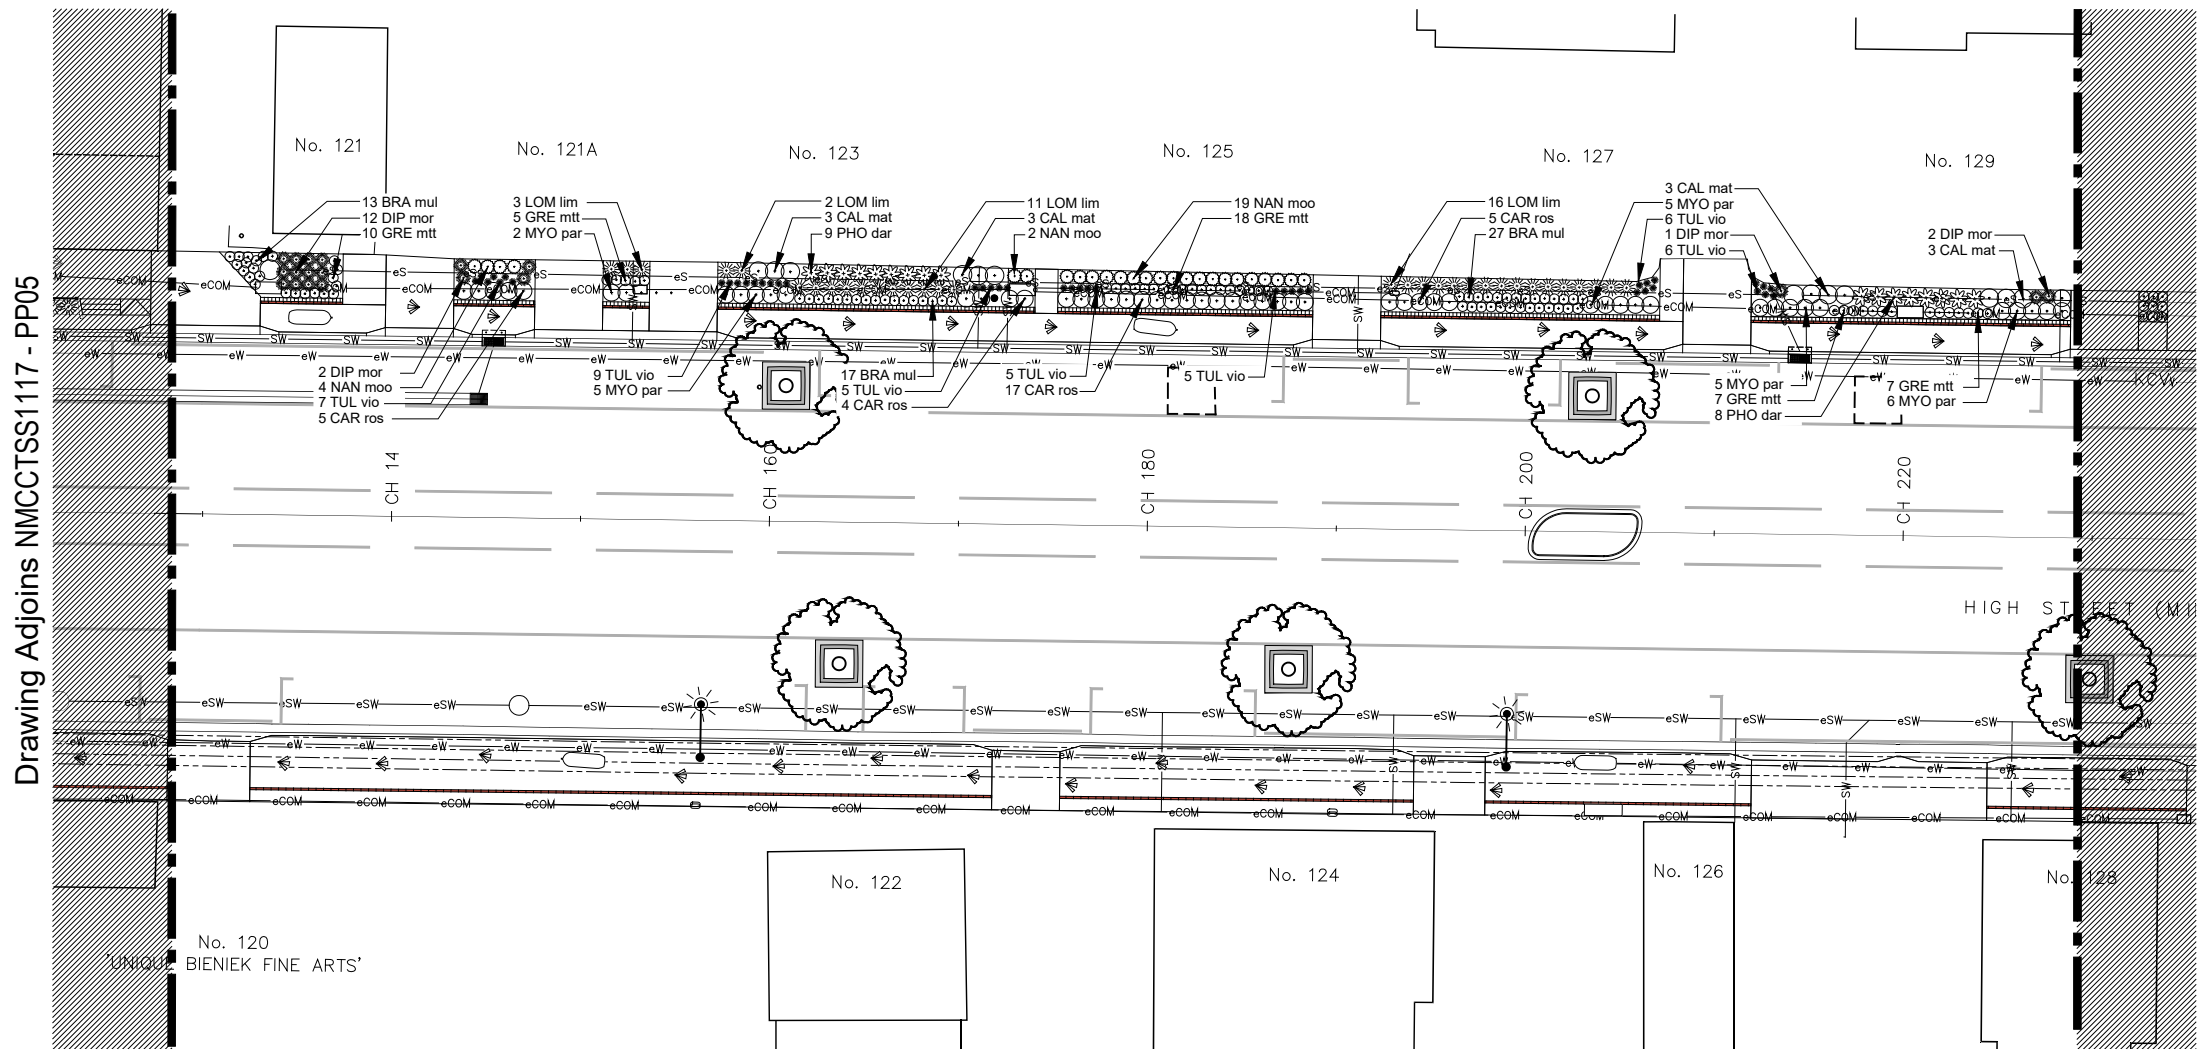 Drawing Adjoins NMCCTSS1117 - PP05
No. 121
No. 121A
No. 123
No. 125
No. 127
No. 129
13 BRA mul
12 DIP mor
10 GRE mtt
3 LOM lim
5 GRE mtt
2 MYO par
2 LOM lim
3 CAL mat
9 PHO dar
11 LOM lim
3 CAL mat
2 NAN moo
19 NAN moo
18 GRE mtt
16 LOM lim
5 CAR ros
27 BRA mul
3 CAL mat
5 MYO par
6 TUL vio
1 DIP mor
6 TUL vio
2 DIP mor
3 CAL mat
2 DIP mor
4 NAN moo
7 TUL vio
5 CAR ros
9 TUL vio
5 MYO par
17 BRA mul
5 TUL vio
4 CAR ros
5 TUL vio
17 CAR ros
5 TUL vio
5 MYO par
7 GRE mtt
8 PHO dar
7 GRE mtt
6 MYO par
KCW
CH 14
CH 160
CH 180
CH 200
CH 220
HIGH STREET (MI
No. 122
No. 124
No. 126
No. 128
No. 120
'UNIQUE BIENIEK FINE ARTS'